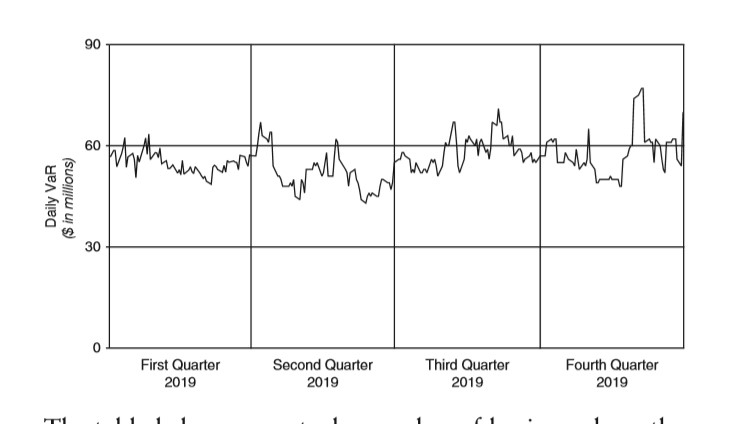 90
60
30
0
Daily VaR
($ in millions)
First Quarter
2019
Second Quarter
2019
Third Quarter
2019
Fourth Quarter
2019